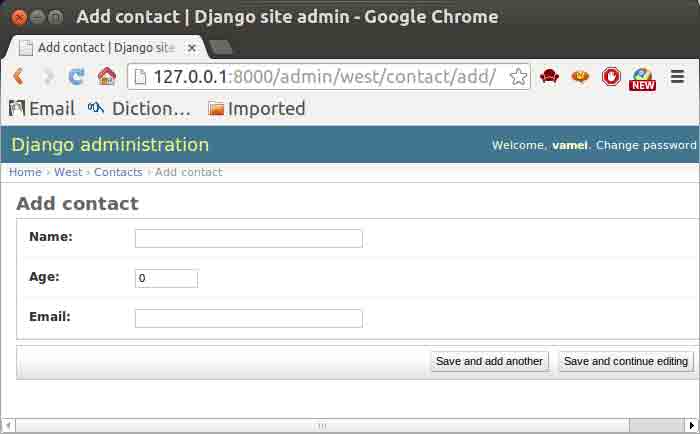 Add contact | Django site admin - Google Chrome
Add contact | Django site
127.0.0.1:8000/admin/west/contact/add/
NEW
Email Diction... Imported
Django administration
Welcome, vamei. Change password
Home › West › Contacts › Add contact
Add contact
Name:
Age: 0
Email:
Save and add another Save and continue editing